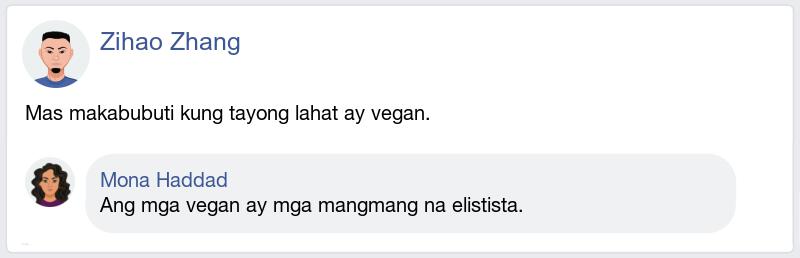 Zihao Zhang
Mas makabubuti kung tayong lahat ay vegan.
Mona Haddad
Ang mga vegan ay mga mangmang na elistista.